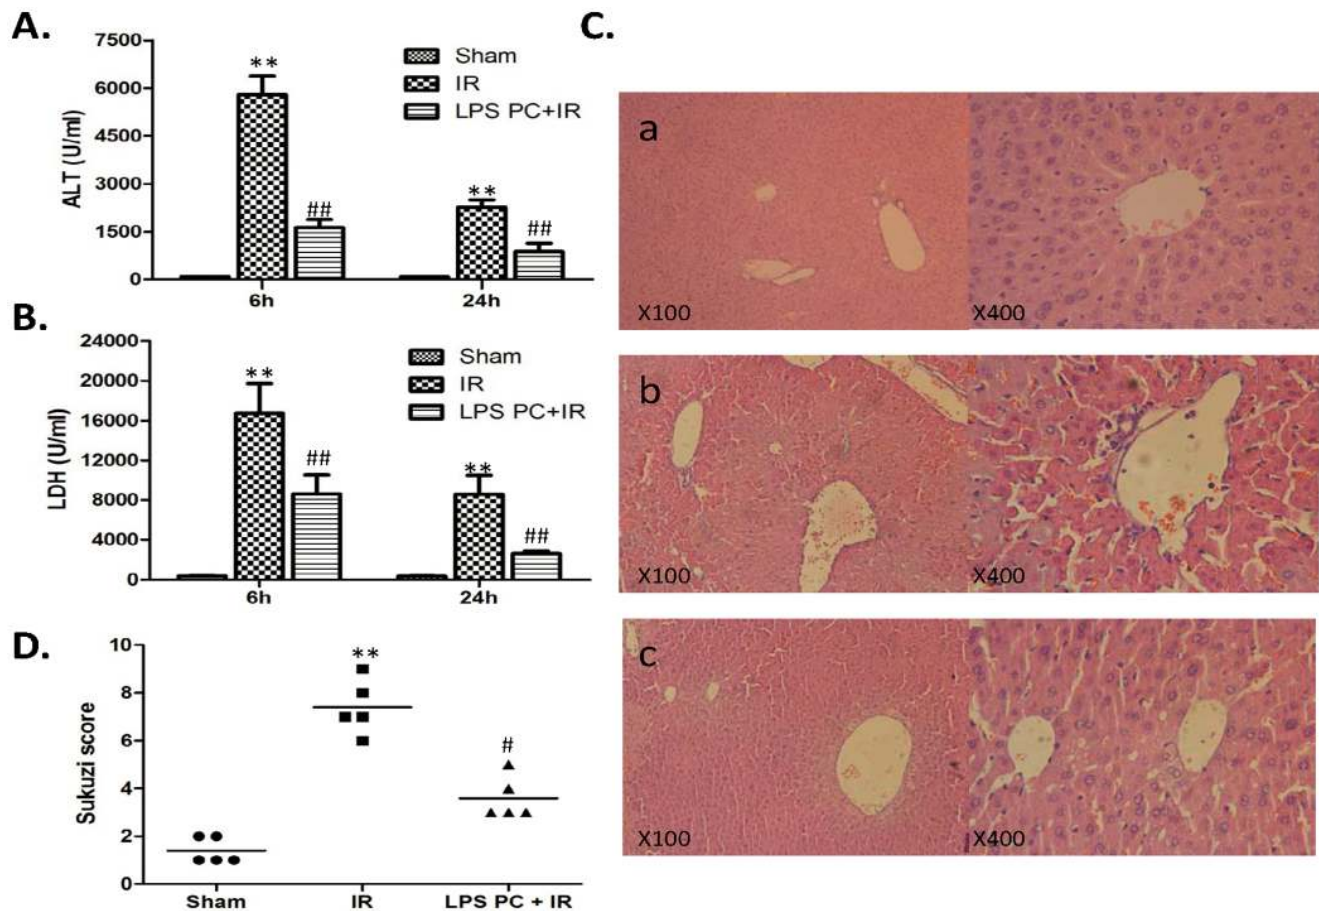 A.
7500
6000
4500
3000
1500
0
ALT (U/ml)
**
##
**
##
Sham
IR
LPS PC+IR
6h
24h
B.
24000
20000
16000
12000
8000
4000
0
LDH (U/ml)
**
##
**
##
Sham
IR
LPS PC+IR
6h
24h
D.
10
8
6
4
2
0
Sukuzi score
**
#
Sham
IR
LPS PC + IR
C.
a
X100
X400
b
X100
X400
c
X100
X400